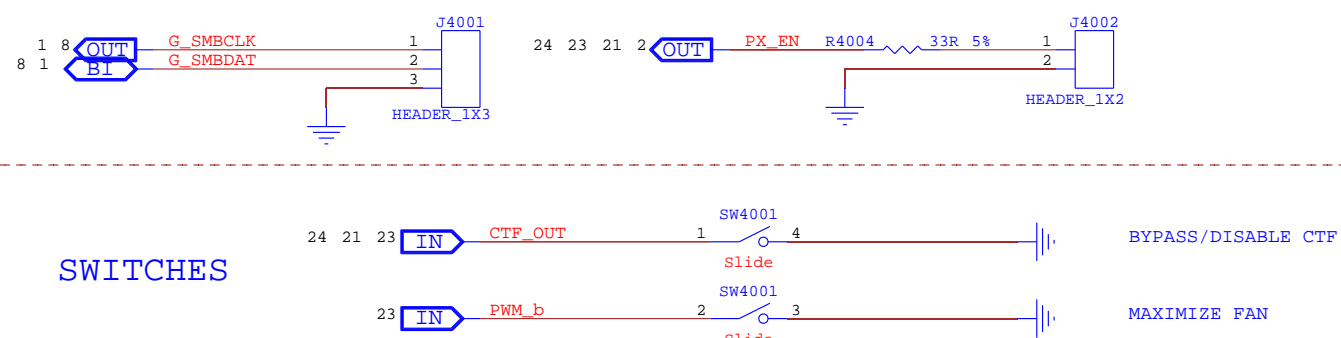 J4001
1 8 OUT G_SMBCLK 1
8 1 BI G_SMBDAT 2
3
HEADER_1X3
J4002
24 23 21 2 OUT PX_EN R4004 33R 5% 1
2
HEADER_1X2
SWITCHES
SW4001
24 21 23 IN CTF_OUT 1 4 BYPASS/DISABLE CTF
Slide
SW4001
23 IN PWM_b 2 3 MAXIMIZE FAN
Slide